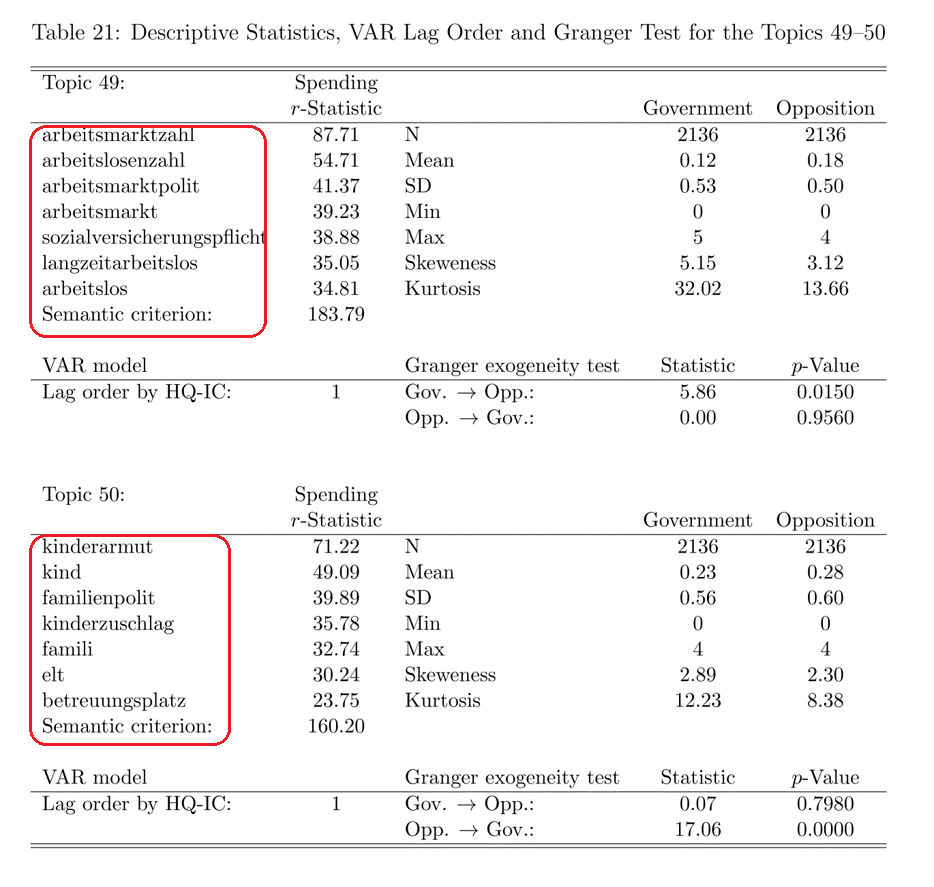 Table 21: Descriptive Statistics, VAR Lag Order and Granger Test for the Topics 49–50
Topic 49: Spending
r-Statistic Government Opposition
arbeitsmarktzahl 87.71 N 2136 2136
arbeitslosenzahl 54.71 Mean 0.12 0.18
arbeitsmarktpolit 41.37 SD 0.53 0.50
arbeitsmarkt 39.23 Min 0 0
sozialversicherungspflicht 38.88 Max 5 4
langzeitarbeitslos 35.05 Skeweness 5.15 3.12
arbeitslos 34.81 Kurtosis 32.02 13.66
Semantic criterion: 183.79
VAR model Granger exogeneity test Statistic p-Value
Lag order by HQ-IC: 1 Gov. → Opp.: 5.86 0.0150
Opp. → Gov.: 0.00 0.9560
Topic 50: Spending
r-Statistic Government Opposition
kinderarmut 71.22 N 2136 2136
kind 49.09 Mean 0.23 0.28
familienpolit 39.89 SD 0.56 0.60
kinderzuschlag 35.78 Min 0 0
famili 32.74 Max 4 4
elt 30.24 Skeweness 2.89 2.30
betreuungsplatz 23.75 Kurtosis 12.23 8.38
Semantic criterion: 160.20
VAR model Granger exogeneity test Statistic p-Value
Lag order by HQ-IC: 1 Gov. → Opp.: 0.07 0.7980
Opp. → Gov.: 17.06 0.0000